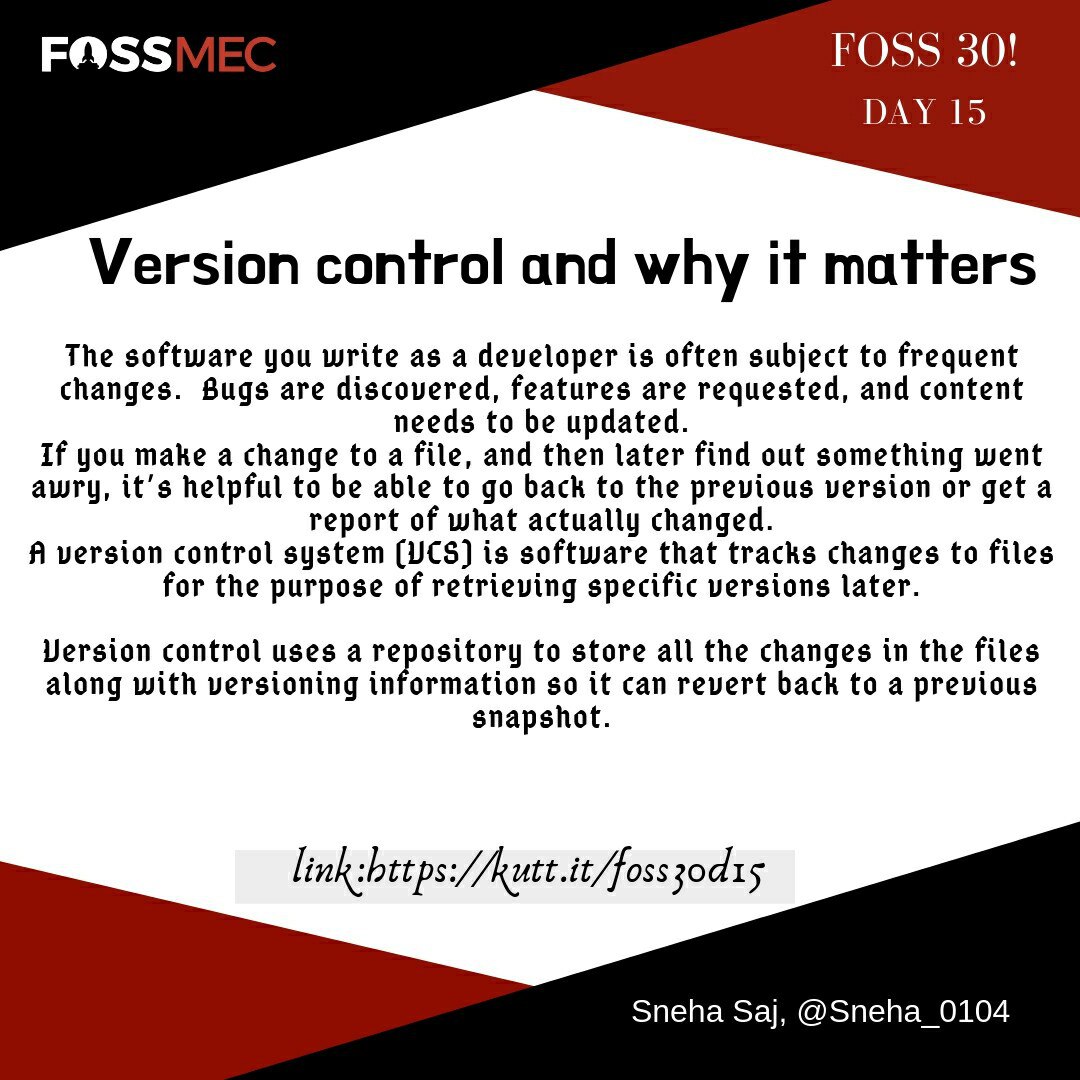 FOSSMEC
FOSS 30!
DAY 15
Version control and why it matters
The software you write as a developer is often subject to frequent
changes.  Bugs are discovered, features are requested, and content
needs to be updated.
If you make a change to a file, and then later find out something went
awry, it's helpful to be able to go back to the previous version or get a
report of what actually changed.
A version control system (VCS) is software that tracks changes to files
for the purpose of retrieving specific versions later.
Version control uses a repository to store all the changes in the files
along with versioning information so it can revert back to a previous
snapshot.
link:https://kutt.it/foss30d15
Sneha Saj, @Sneha_0104